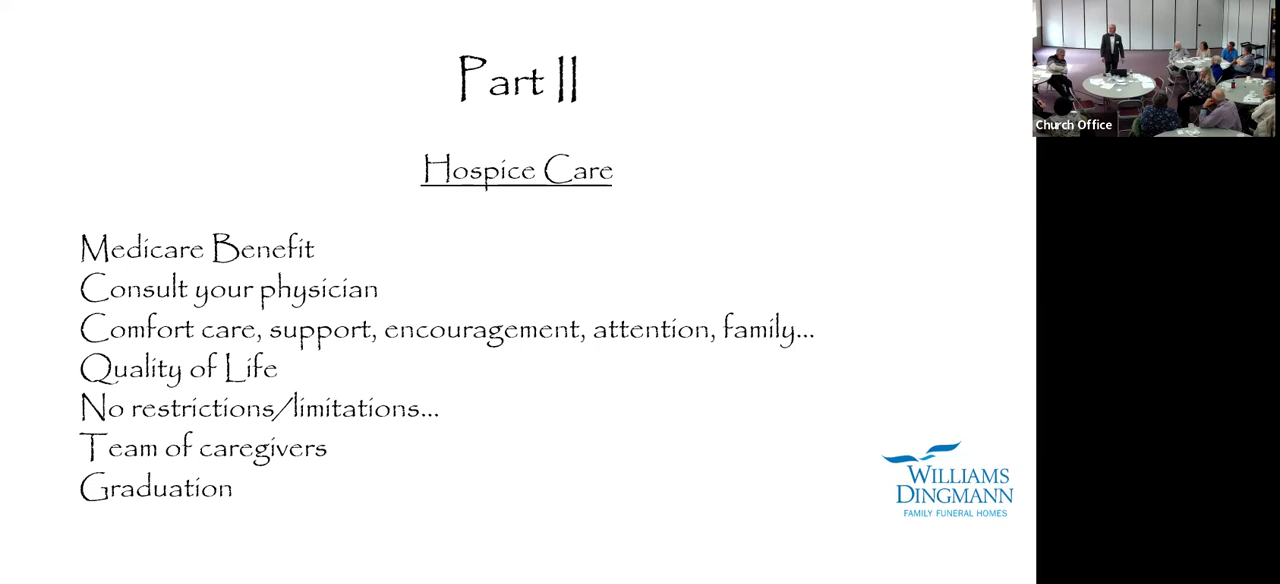 Part II
Hospice Care
Medicare Benefit
Consult your physician
Comfort care, support, encouragement, attention, family...
Quality of Life
No restrictions/limitations...
Team of caregivers
Graduation
WILLIAMS
DINGMANN
FAMILY FUNERAL HOMES
Church Office